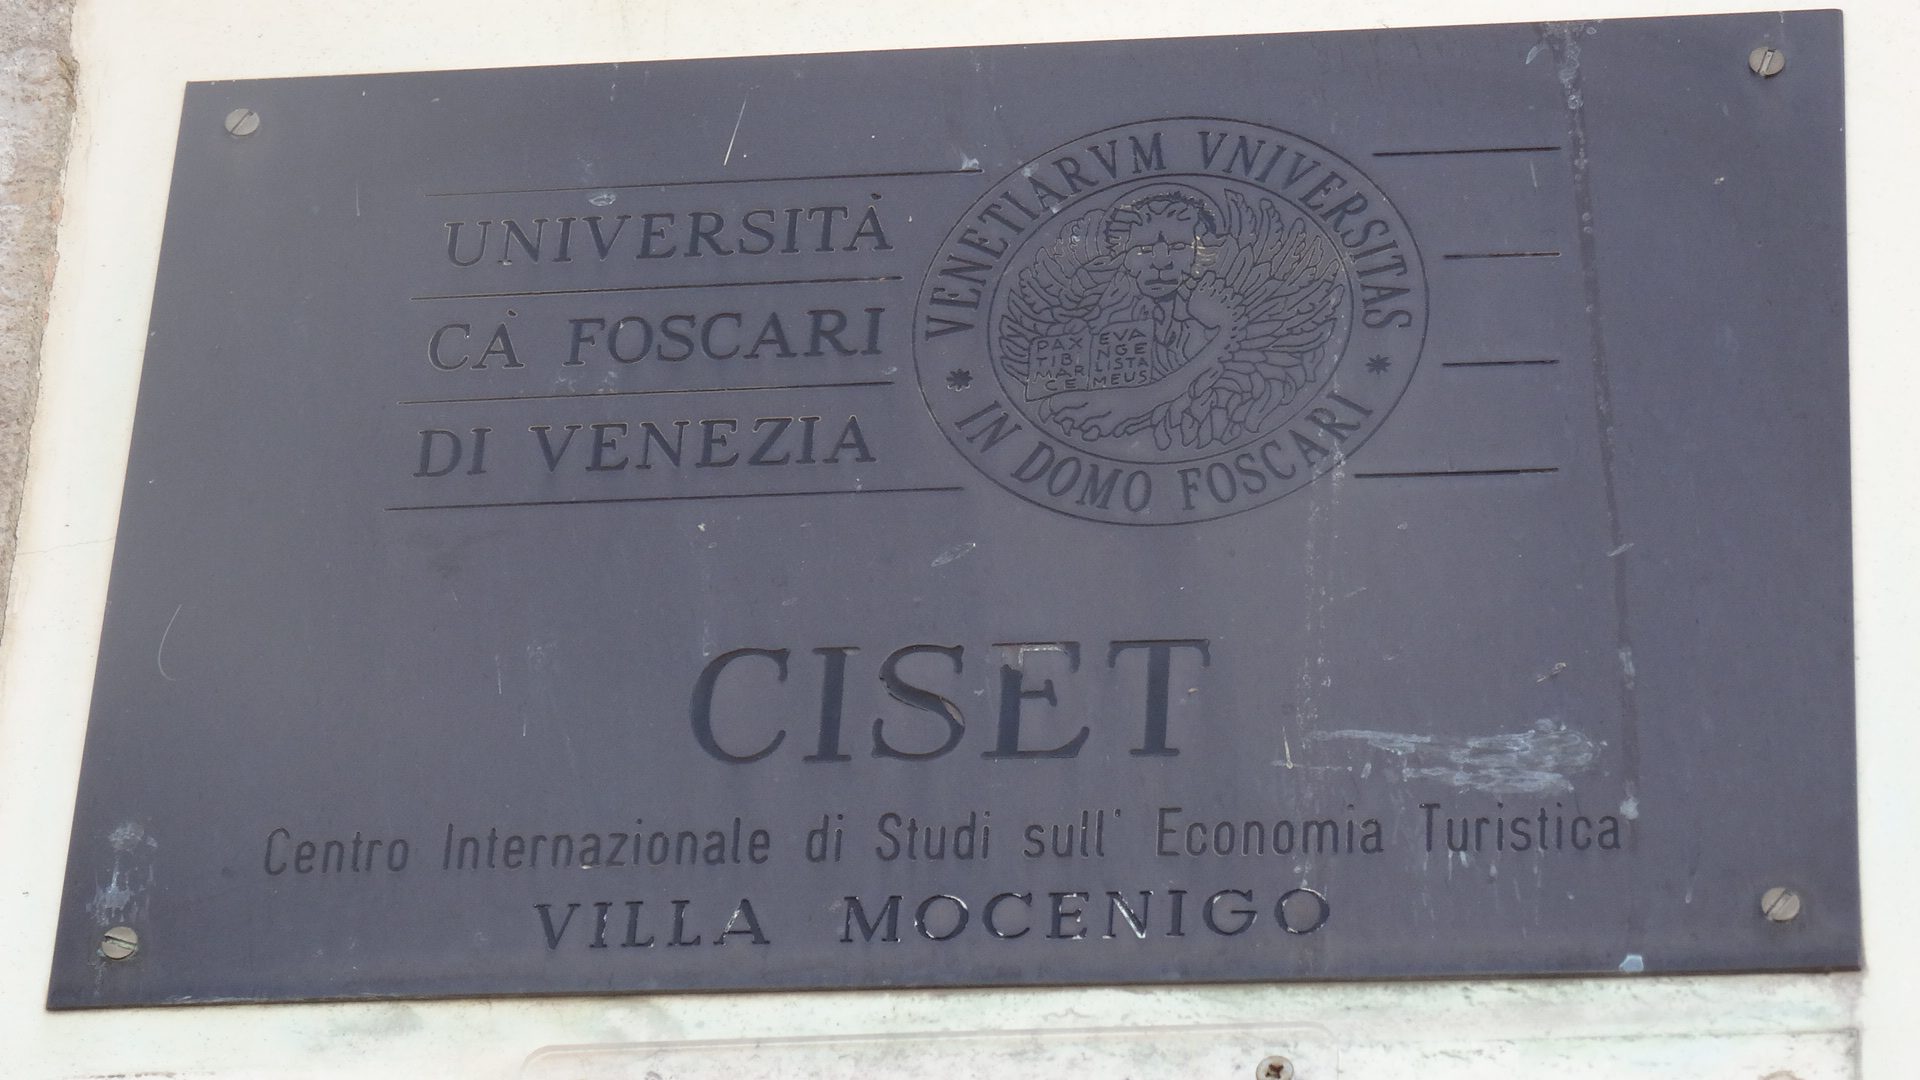 UNIVERSITÀ
CÀ FOSCARI
DI VENEZIA
VENETIARVM VNIVERSITAS
* IN DOMO FOSCARI *
PAX
TIBI
MAR
CE
EVA
NGE
LISTA
MEUS
CISET
Centro Internazionale di Studi sull' Economia Turistica
VILLA MOCENIGO